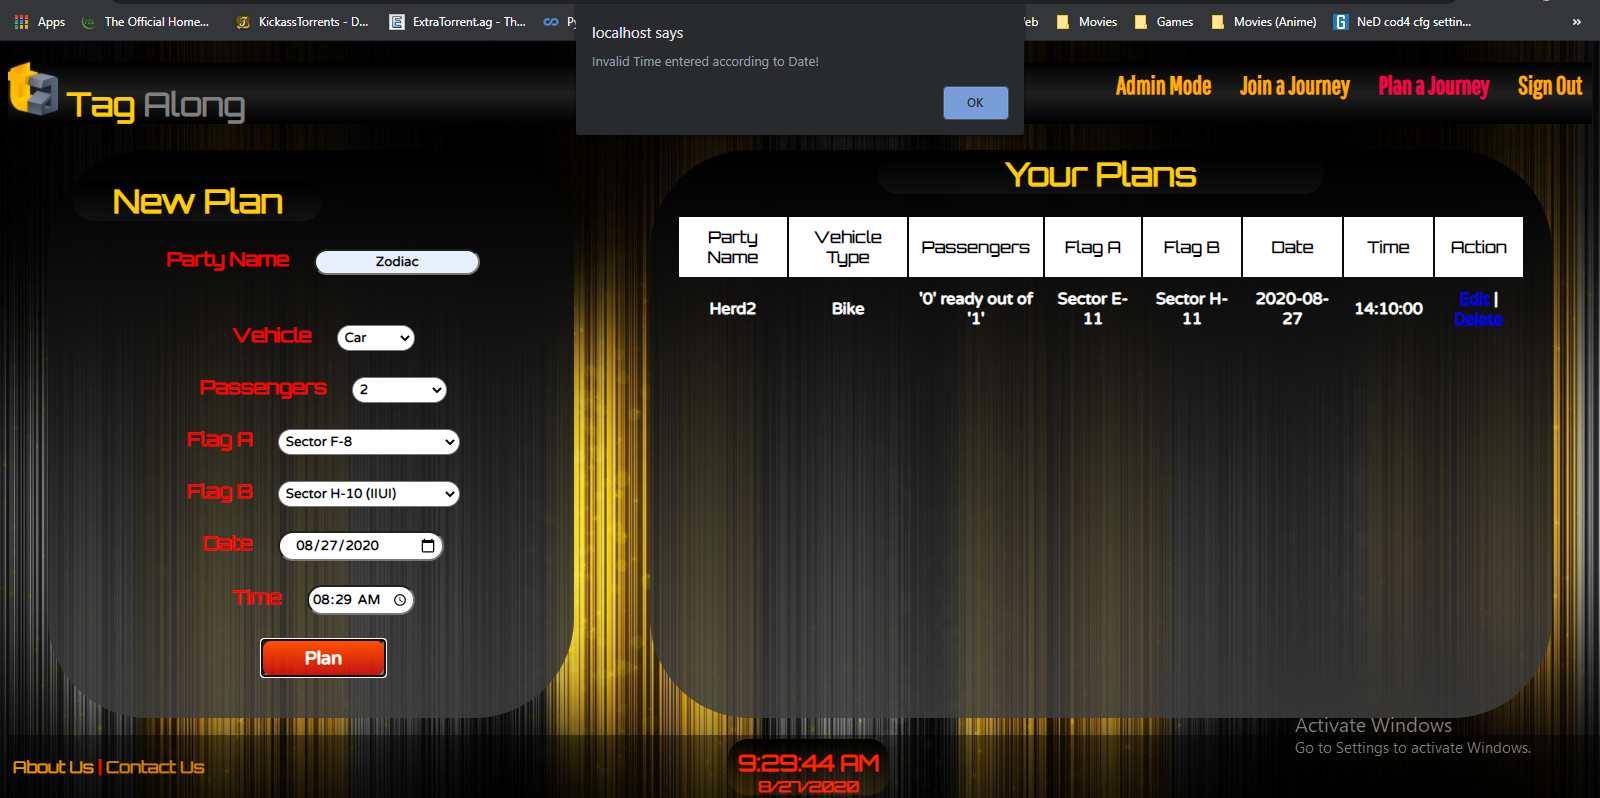 Apps
The Official Home...
KickassTorrents - D...
ExtraTorrent.ag - Th...
Movies
Games
Movies (Anime)
NeD cod4 cfg settin...
»
localhost says
Invalid Time entered according to Date!
OK
Tag Along
Admin Mode
Join a Journey
Plan a Journey
Sign Out
New Plan
Party Name
Zodiac
Vehicle
Car
Passengers
2
Flag A
Sector F-8
Flag B
Sector H-10 (IIUI)
Date
08/27/2020
Time
08:29 AM
Plan
Your Plans
Party Name
Vehicle Type
Passengers
Flag A
Flag B
Date
Time
Action
Herd2
Bike
'0' ready out of '1'
Sector E-11
Sector H-11
2020-08-27
14:10:00
Edit |
Delete
Activate Windows
Go to Settings to activate Windows.
About Us | Contact Us
9:29:44 AM
8/27/2020